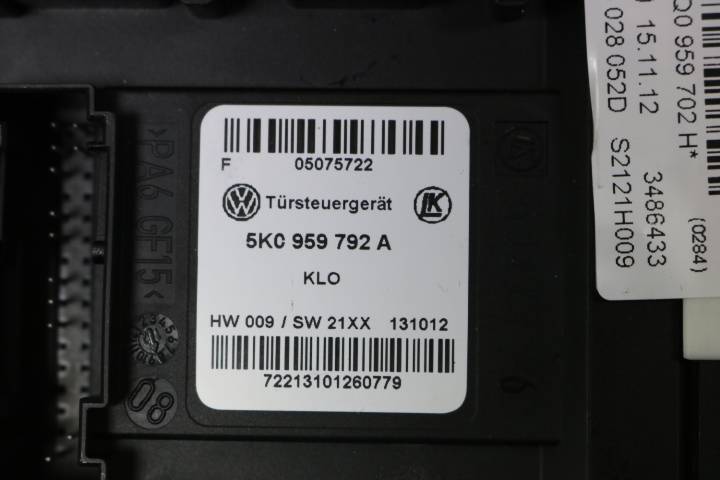 F 05075722
Türsteuergerät LK
5K0 959 792 A
KLO
HW 009 / SW 21XX 131012
72213101260779
>PA6 GF15<
08
Q0 959 702 H*
15.11.12 3486433 (0284)
028 052D S2121H009